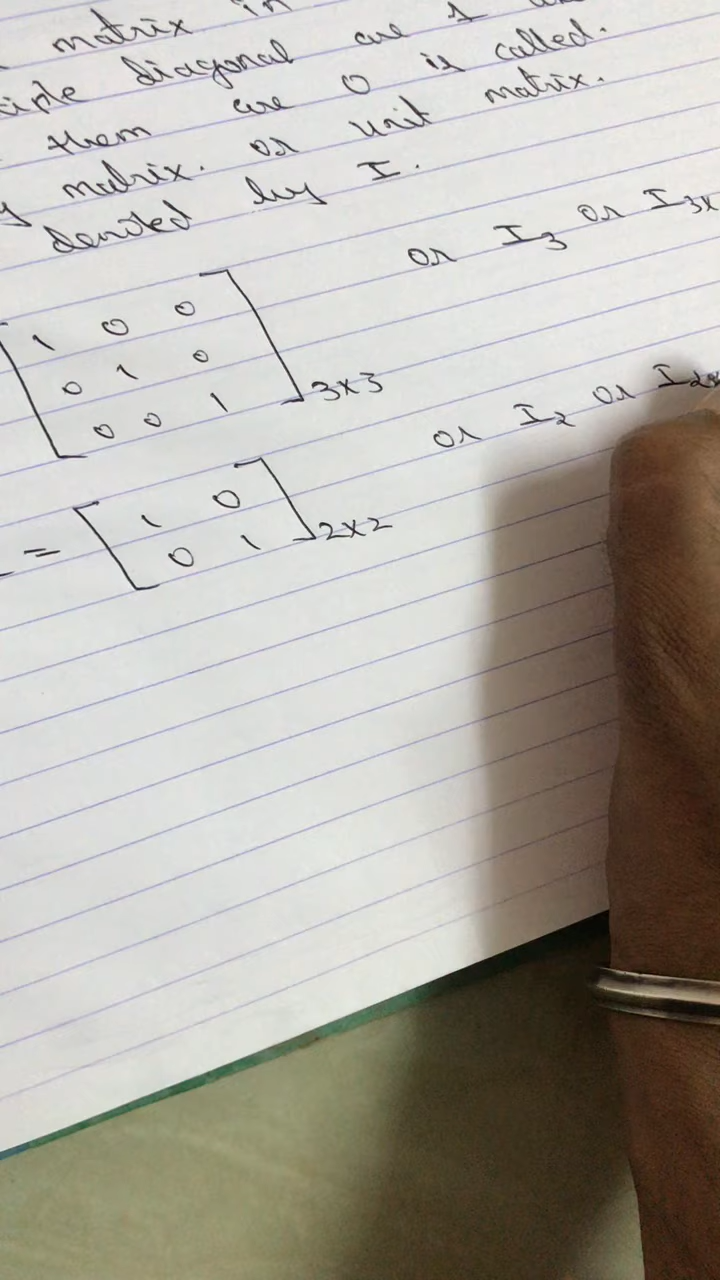 matrix in
diagonal are 1
them are 0 is called.
matrix. or unit matrix.
denoted by I.
[1 0 0
0 1 0
0 0 1]3x3 or I3 or I3x
= [1 0
0 1]2x2 or I2 or I2x